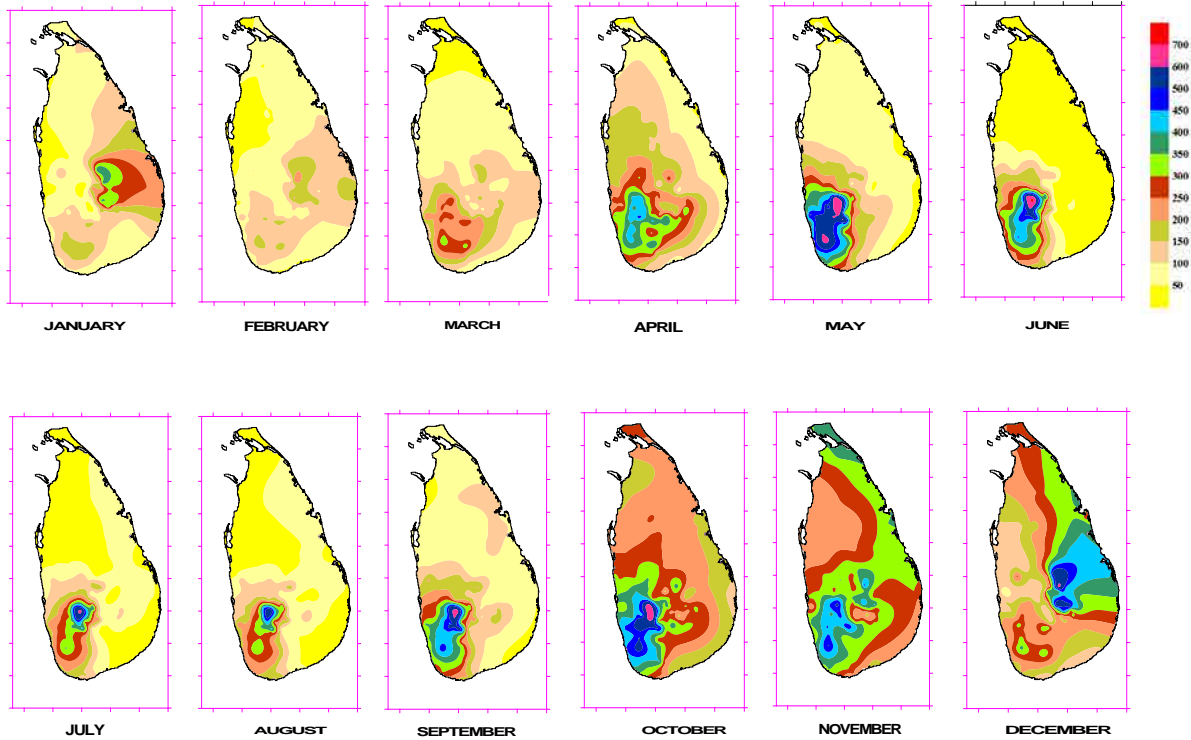 JANUARY
FEBRUARY
MARCH
APRIL
MAY
JUNE
700
600
500
450
400
350
300
250
200
150
100
50
JULY
AUGUST
SEPTEMBER
OCTOBER
NOVEMBER
DECEMBER